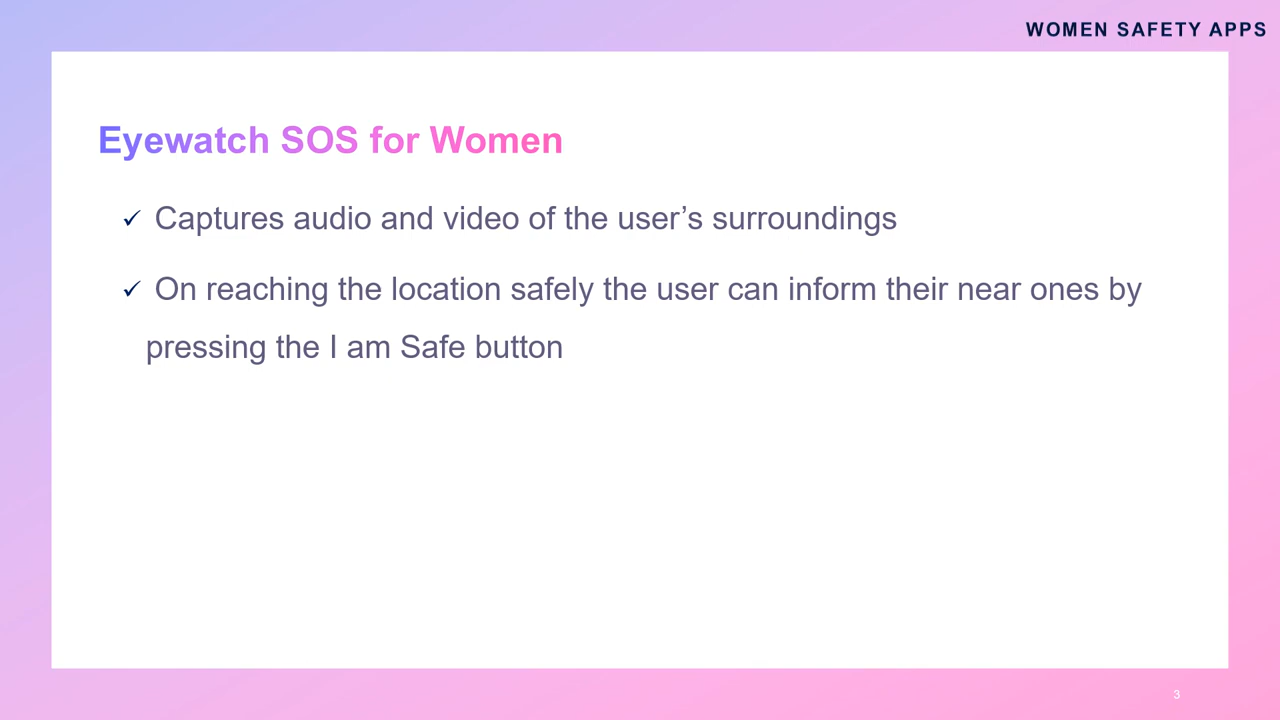 WOMEN SAFETY APPS
Eyewatch SOS for Women
✓ Captures audio and video of the user’s surroundings
✓ On reaching the location safely the user can inform their near ones by
pressing the I am Safe button
3